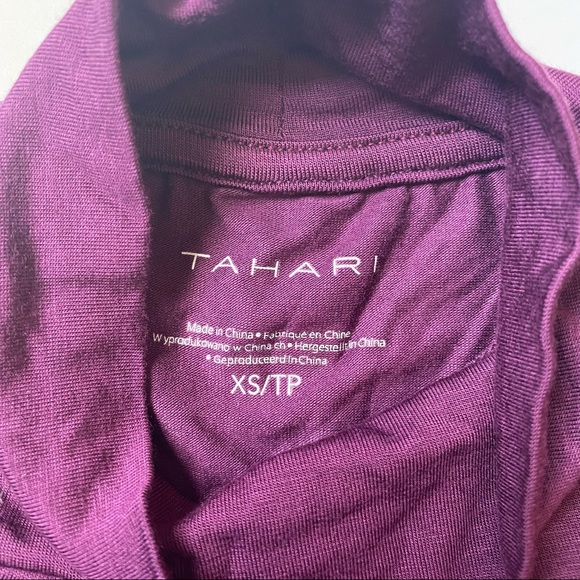 TAHARI
Made in China • Fabriqué en Chine
Wyprodukowano w Chinach • Hergestellt in China
• Geproduceerd in China
XS/TP